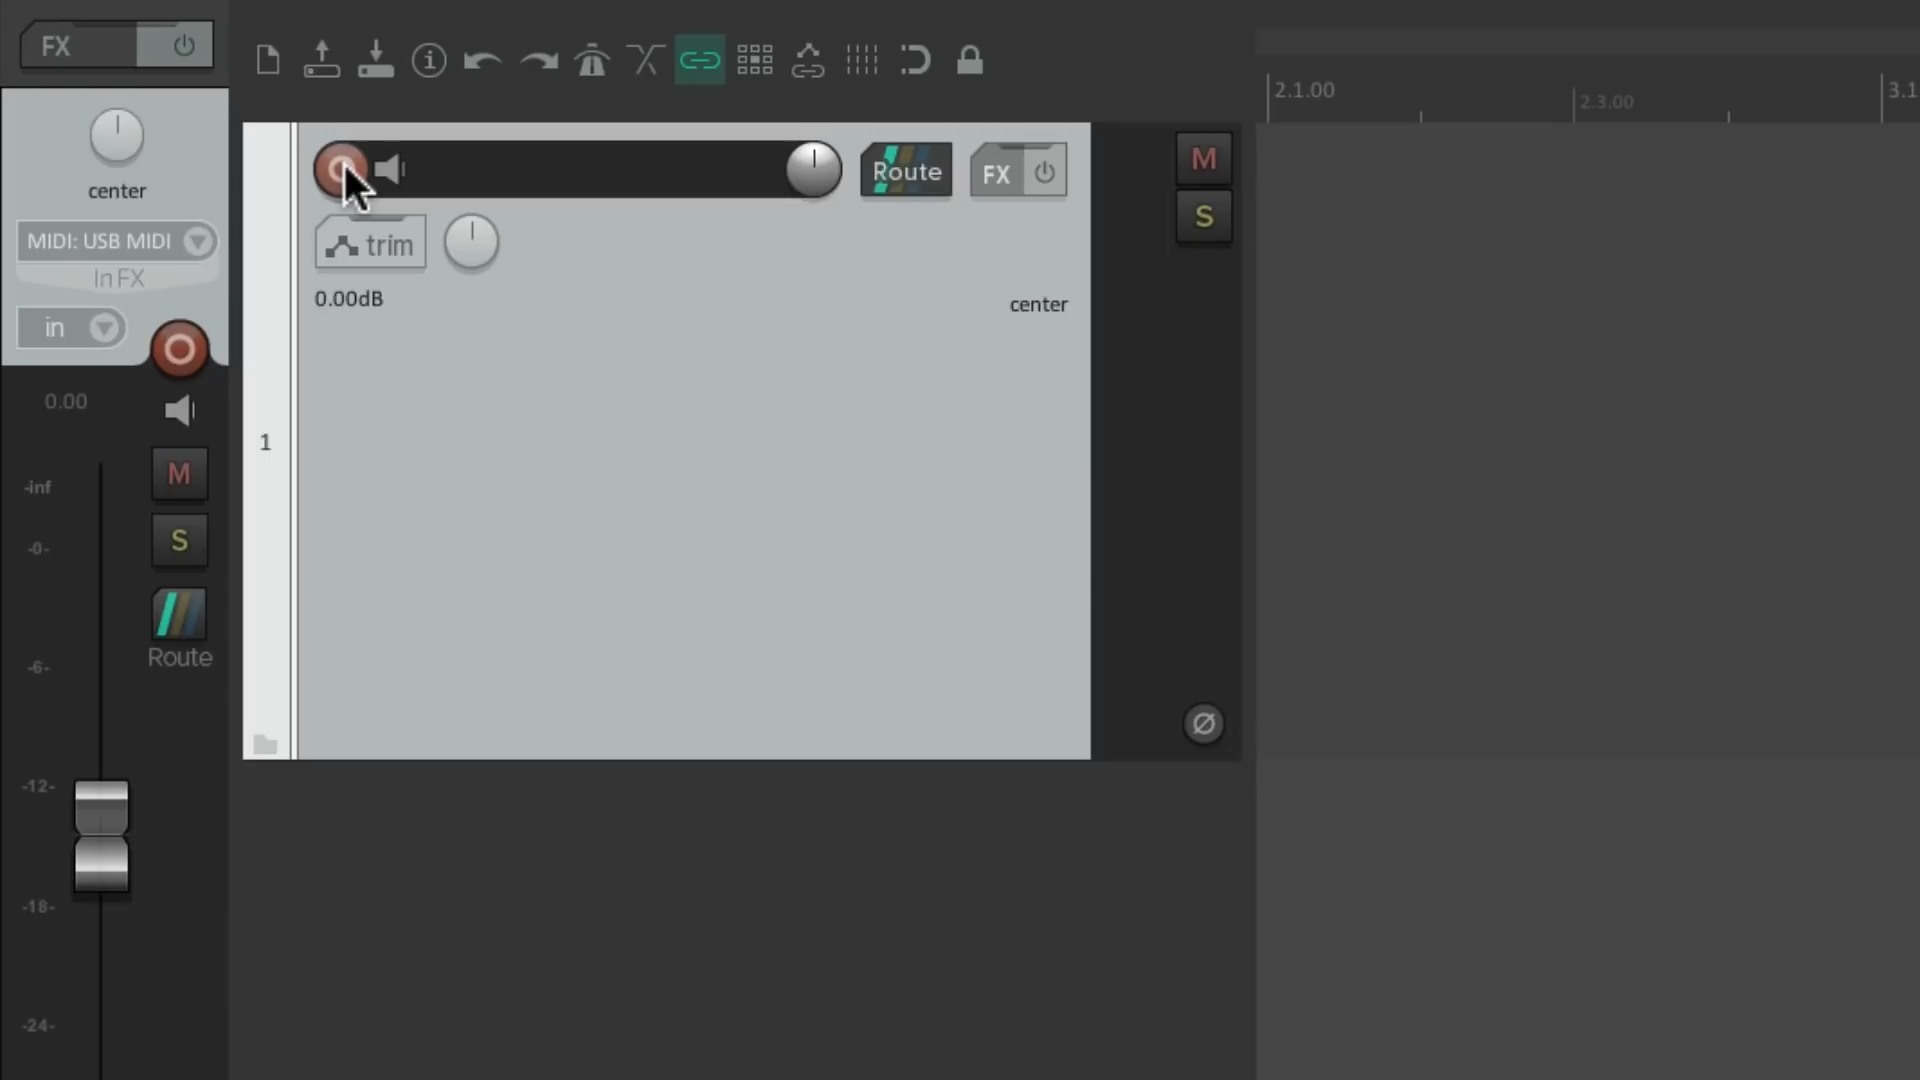 FX
2.1.00
2.3.00
3.1
Route
FX
M
S
center
MIDI: USB MIDI
In FX
in
trim
0.00dB
center
1
0.00
M
S
Route
-inf
-0-
-6-
-12-
-18-
-24-